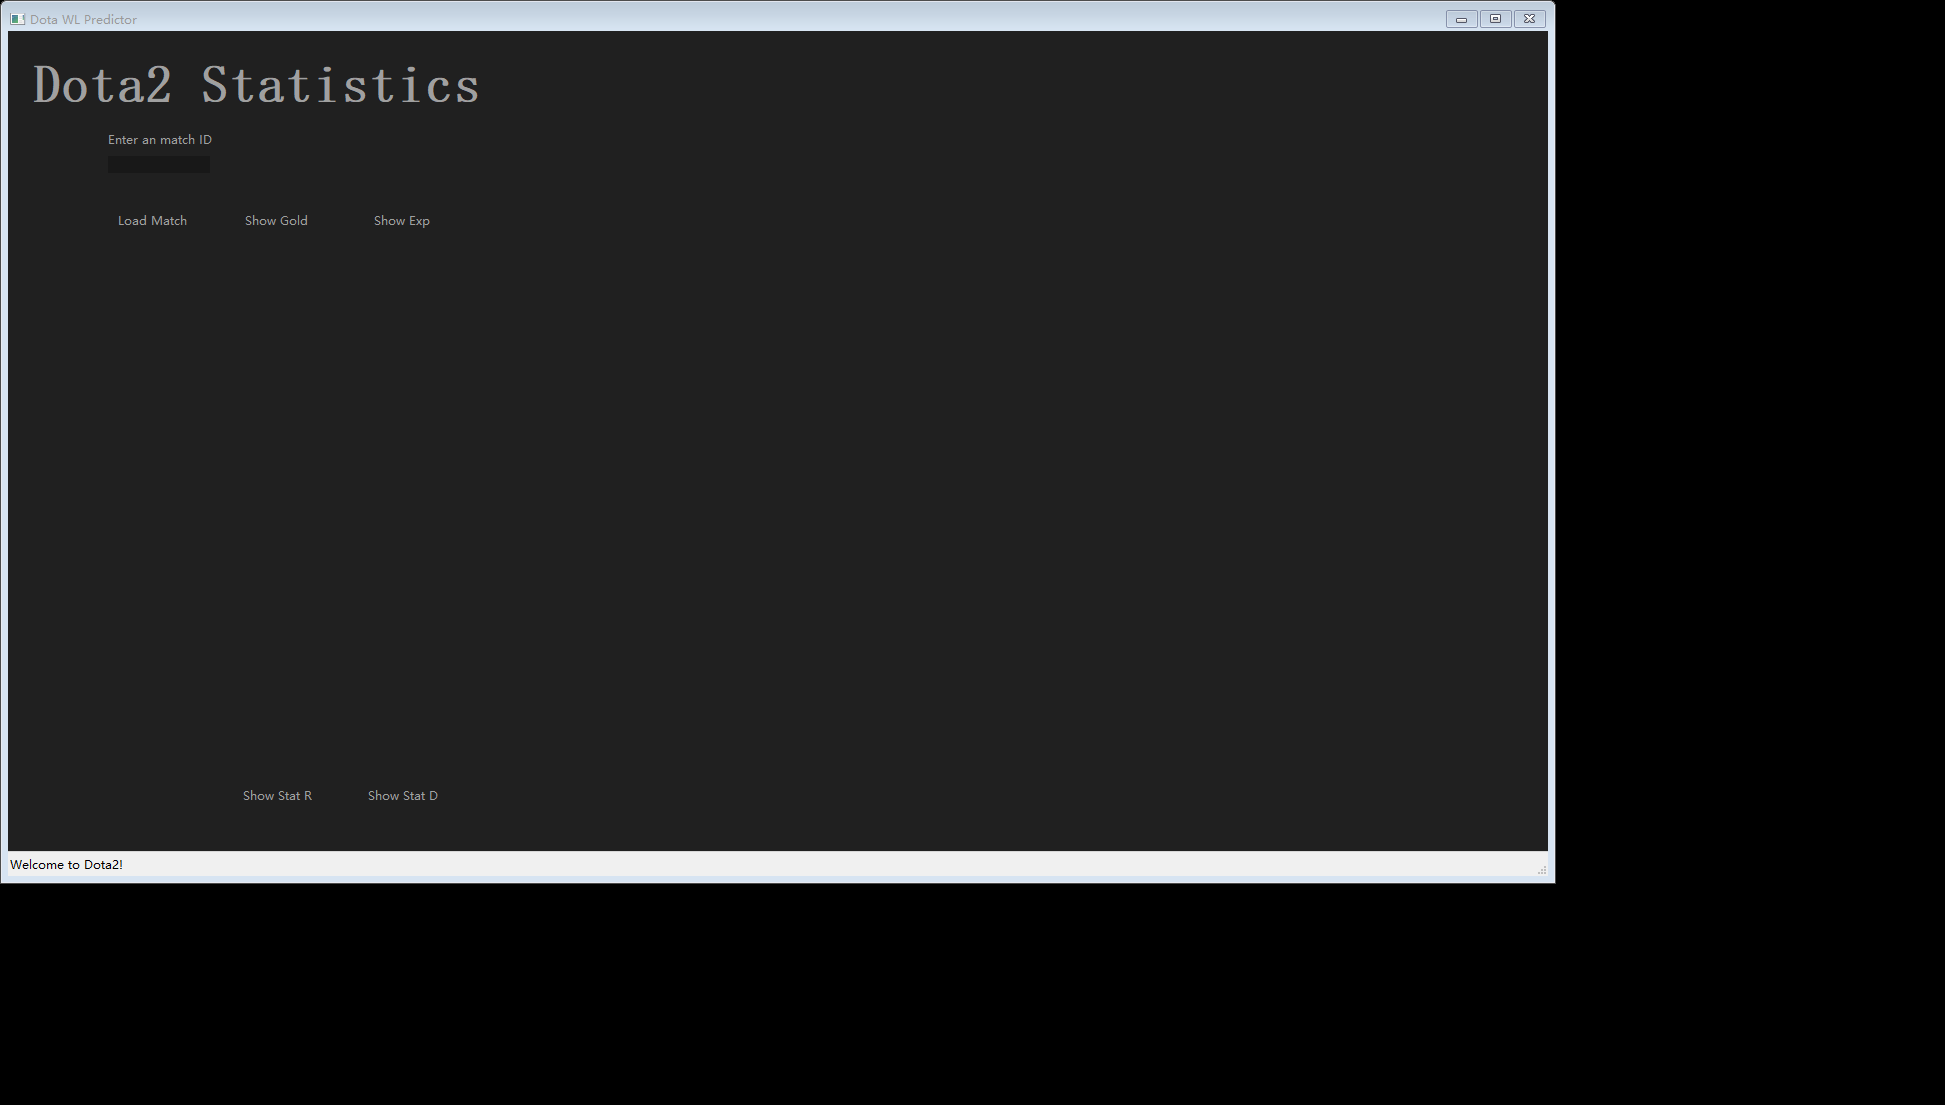 Dota WL Predictor
Dota2 Statistics
Enter an match ID
Load Match Show Gold Show Exp
Show Stat R Show Stat D
Welcome to Dota2!